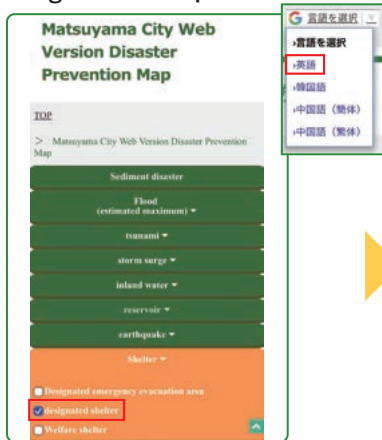 Matsuyama City Web
Version Disaster
Prevention Map
TOP
> Matsuyama City Web Version Disaster Prevention
Map
Sediment disaster
Flood
(estimated maximum) ▼
tsunami ▼
storm surge ▼
inland water ▼
reservoir ▼
earthquake ▼
Shelter ▼
Designated emergency evacuation area
designated shelter
Welfare shelter
G 言語を選択 ▼
›言語を選択
›英語
›韓国語
›中国語（簡体）
›中国語（繁体）